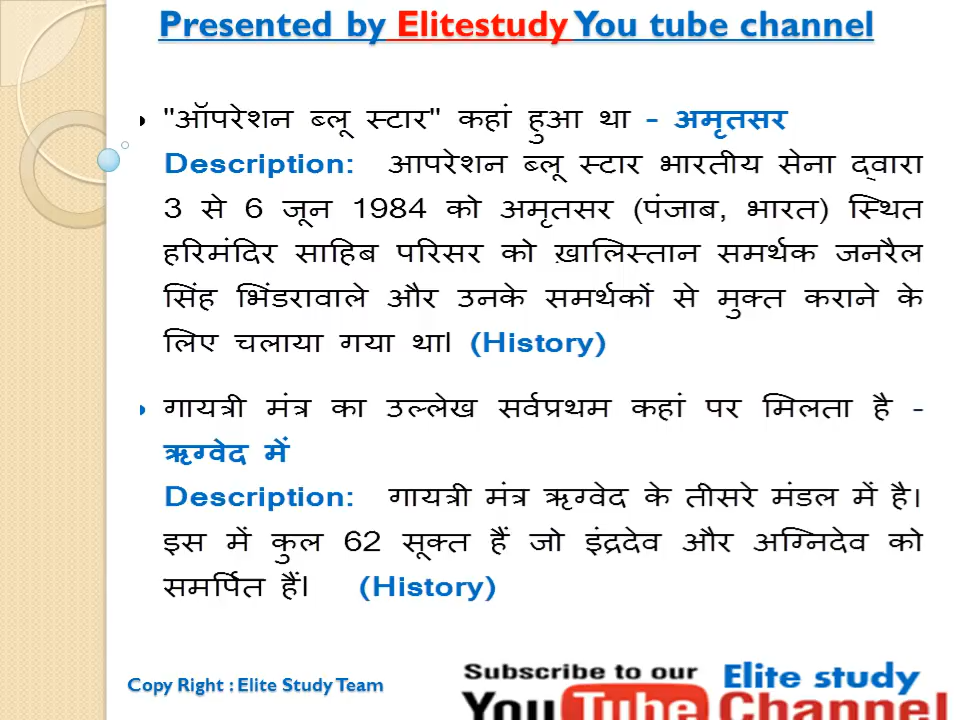 Presented by Elitestudy You tube channel
• "ऑपरेशन ब्लू स्टार" कहां हुआ था - अमृतसर
Description: आपरेशन ब्लू स्टार भारतीय सेना द्वारा
3 से 6 जून 1984 को अमृतसर (पंजाब, भारत) स्थित
हरिमंदिर साहिब परिसर को ख़ालिस्तान समर्थक जनरैल
सिंह भिंडरावाले और उनके समर्थकों से मुक्त कराने के
लिए चलाया गया था। (History)
• गायत्री मंत्र का उल्लेख सर्वप्रथम कहां पर मिलता है -
ऋग्वेद में
Description: गायत्री मंत्र ऋग्वेद के तीसरे मंडल में है।
इस में कुल 62 सूक्त हैं जो इंद्रदेव और अग्निदेव को
समर्पित हैं। (History)
Copy Right : Elite Study Team
Subscribe to our Elite study
YouTube Channel